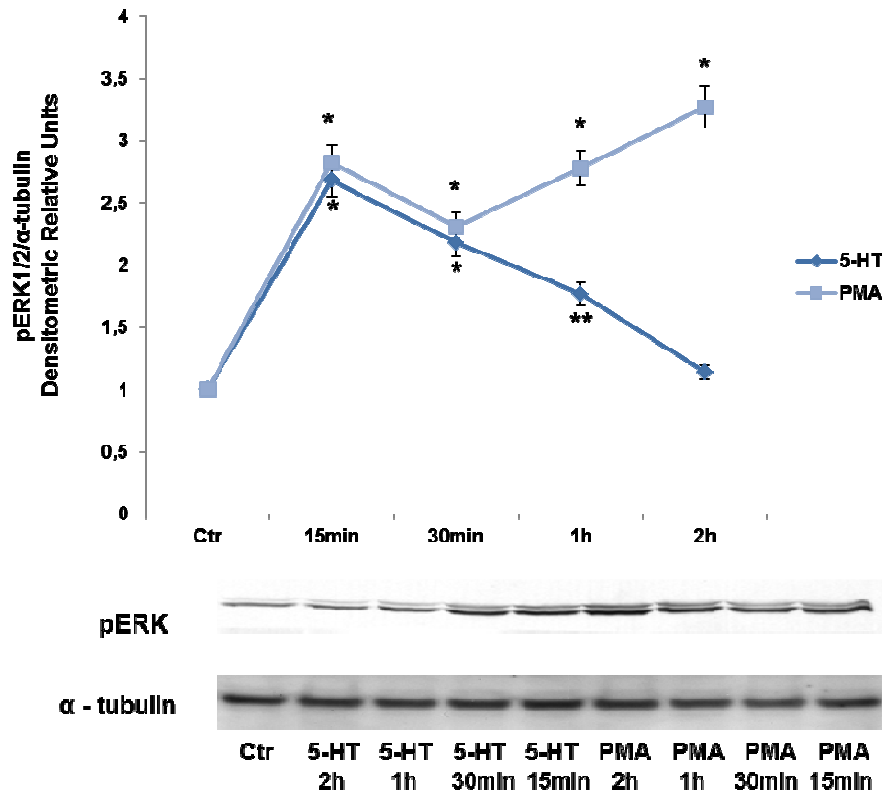 pERK1/2/α-tubulin
Densitometric Relative Units
4
3,5
3
2,5
2
1,5
1
0,5
0
*
*
*
*
*
*
**
Ctr
15min
30min
1h
2h
5-HT
PMA
pERK
α - tubulin
Ctr 5-HT 5-HT 5-HT 5-HT PMA PMA PMA PMA
2h 1h 30min 15min 2h 1h 30min 15min